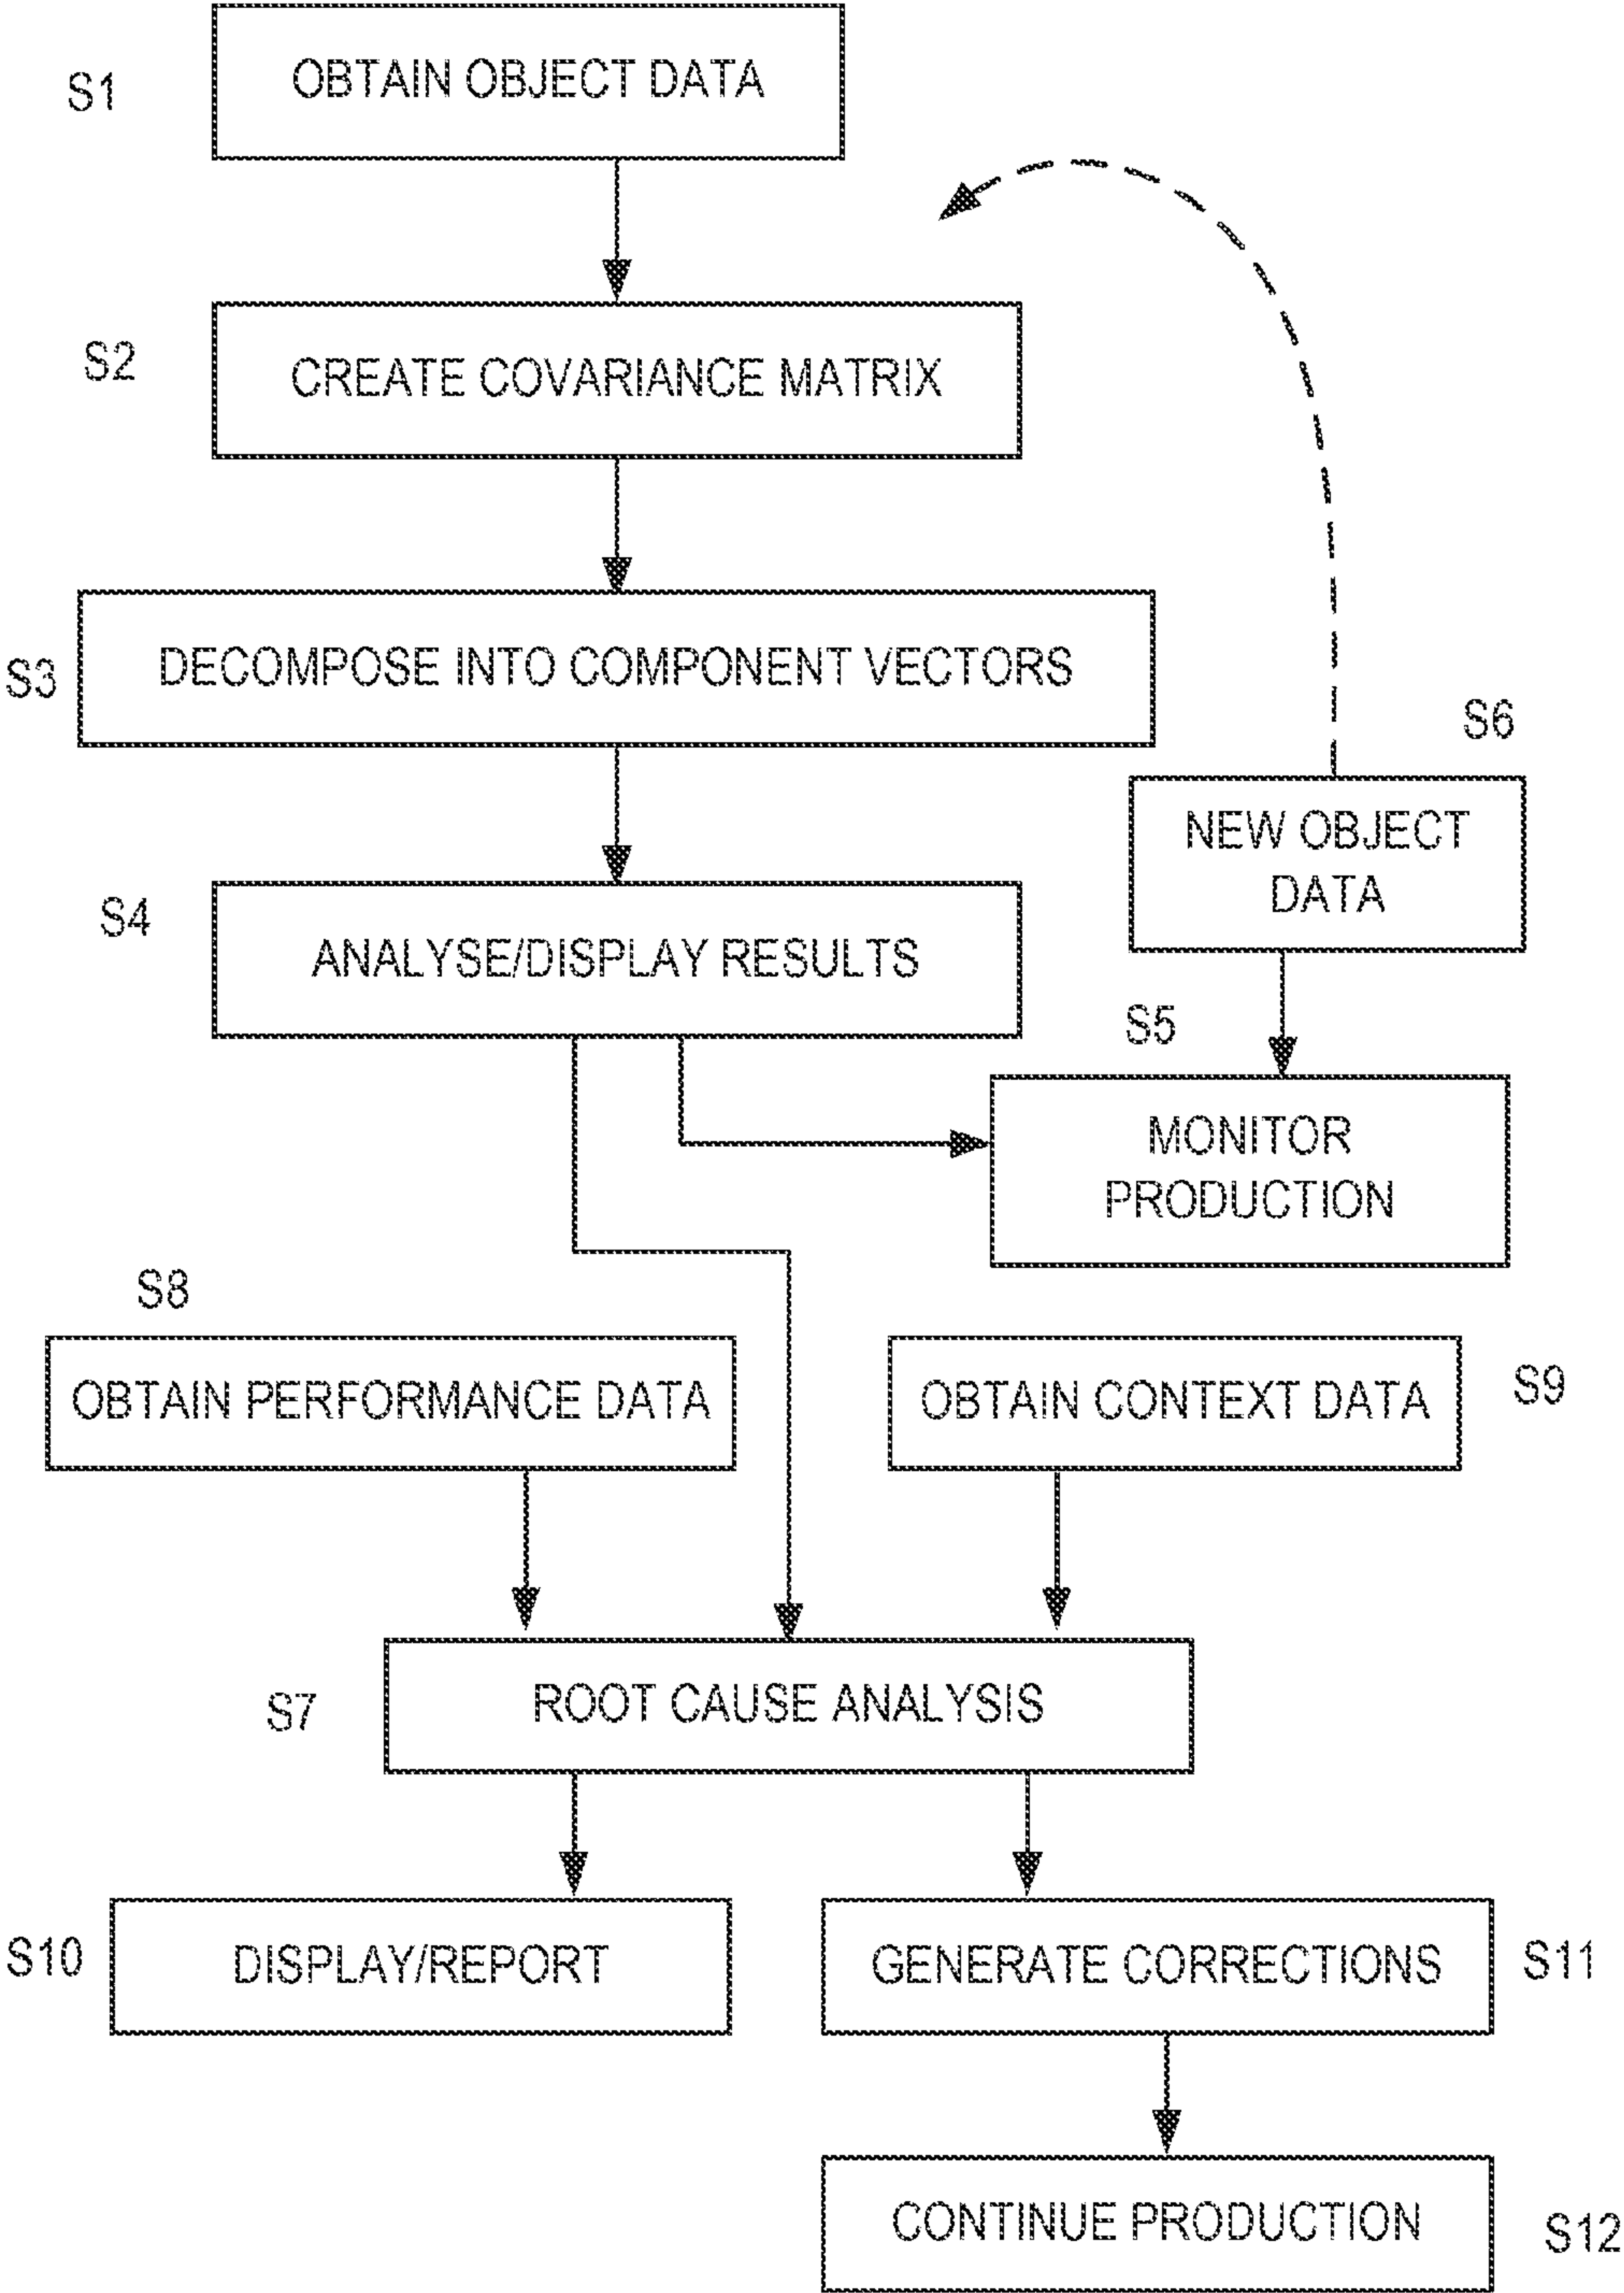 S1
OBTAIN OBJECT DATA
S2
CREATE COVARIANCE MATRIX
S3
DECOMPOSE INTO COMPONENT VECTORS
S6
NEW OBJECT
DATA
S4
ANALYSE/DISPLAY RESULTS
S5
MONITOR
PRODUCTION
S8
OBTAIN PERFORMANCE DATA
OBTAIN CONTEXT DATA
S9
S7
ROOT CAUSE ANALYSIS
S10
DISPLAY/REPORT
GENERATE CORRECTIONS
S11
CONTINUE PRODUCTION
S12